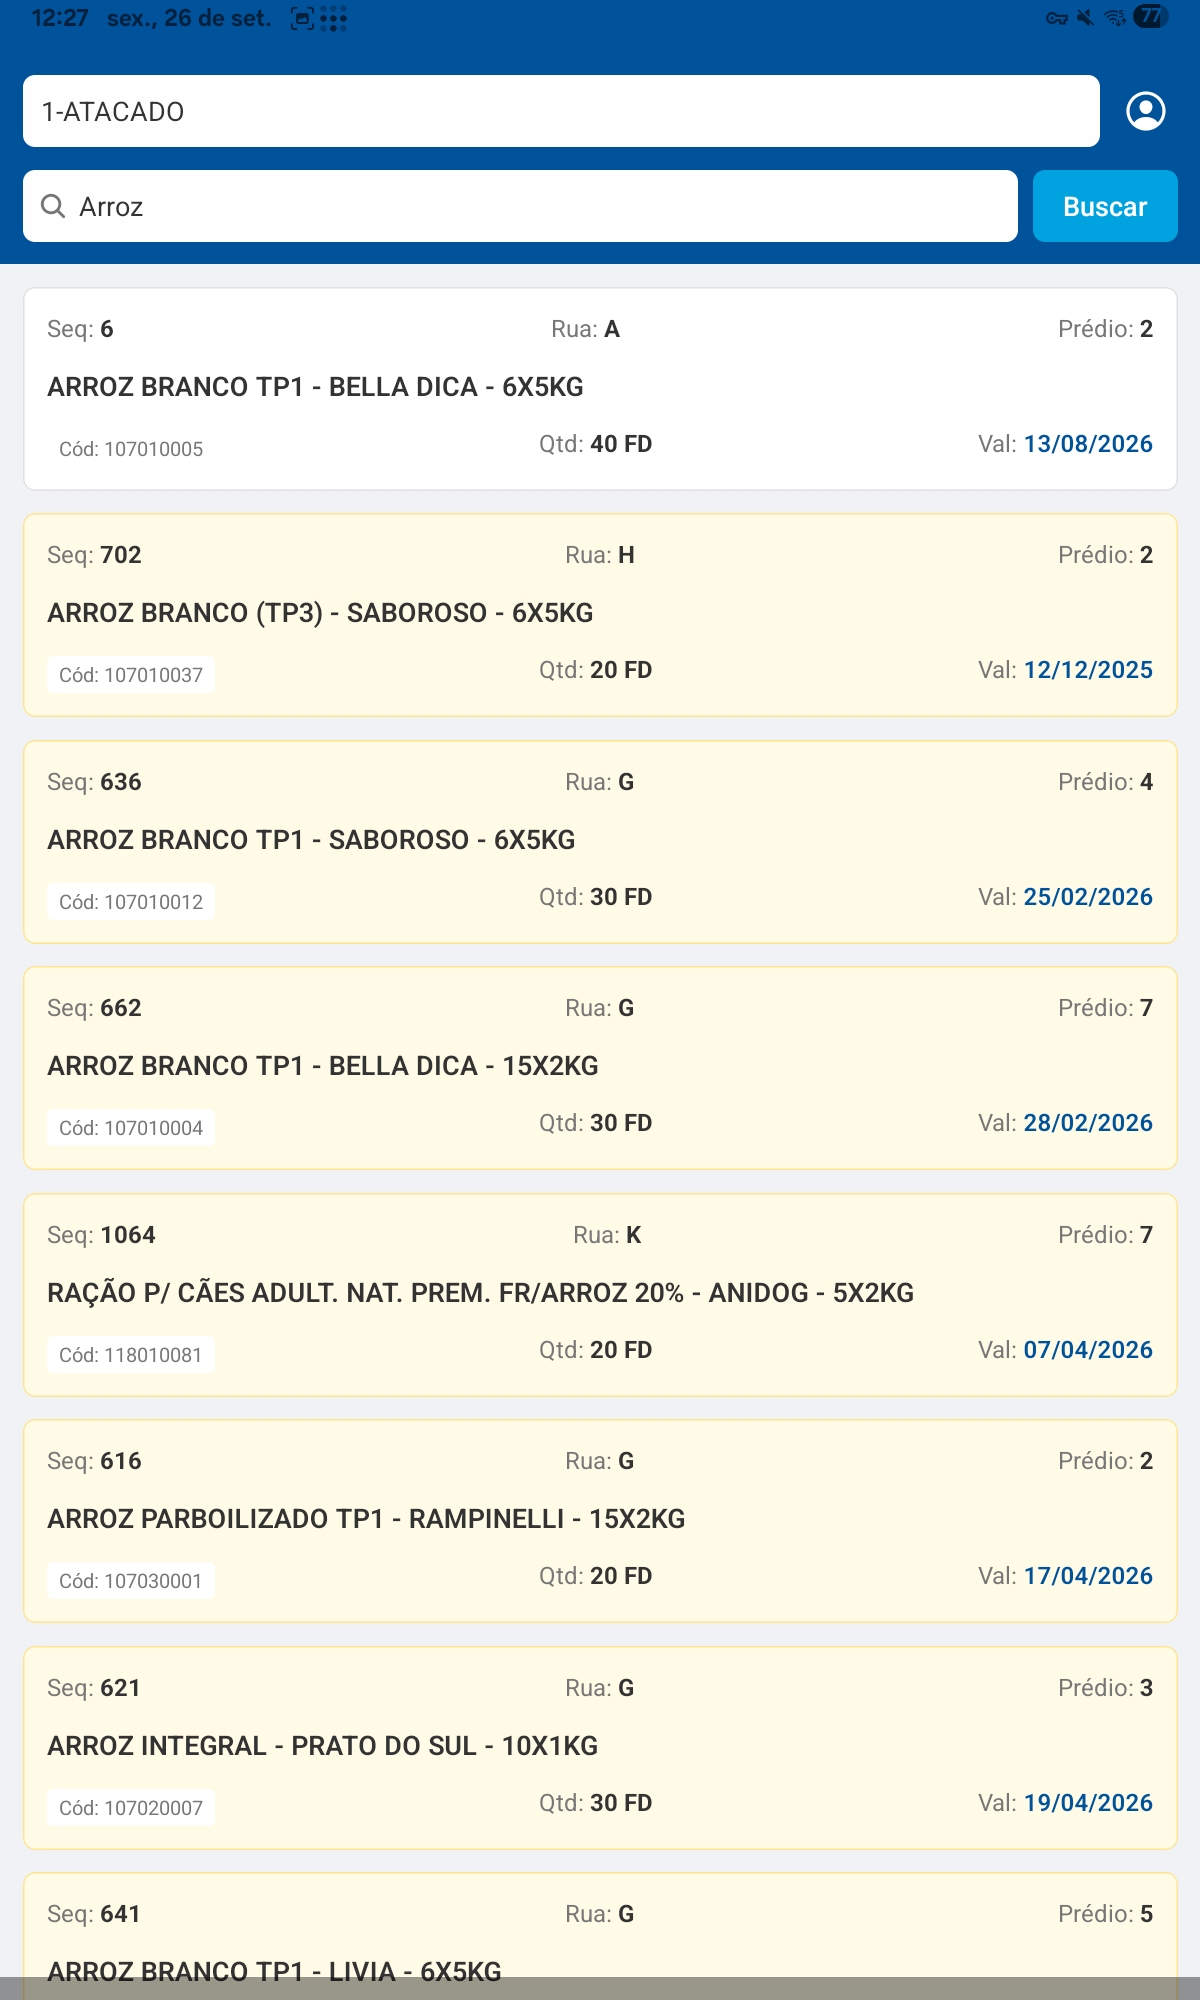 12:27 sex., 26 de set. 77
1-ATACADO
Arroz Buscar
Seq: 6 Rua: A Prédio: 2
ARROZ BRANCO TP1 - BELLA DICA - 6X5KG
Cód: 107010005 Qtd: 40 FD Val: 13/08/2026
Seq: 702 Rua: H Prédio: 2
ARROZ BRANCO (TP3) - SABOROSO - 6X5KG
Cód: 107010037 Qtd: 20 FD Val: 12/12/2025
Seq: 636 Rua: G Prédio: 4
ARROZ BRANCO TP1 - SABOROSO - 6X5KG
Cód: 107010012 Qtd: 30 FD Val: 25/02/2026
Seq: 662 Rua: G Prédio: 7
ARROZ BRANCO TP1 - BELLA DICA - 15X2KG
Cód: 107010004 Qtd: 30 FD Val: 28/02/2026
Seq: 1064 Rua: K Prédio: 7
RAÇÃO P/ CÃES ADULT. NAT. PREM. FR/ARROZ 20% - ANIDOG - 5X2KG
Cód: 118010081 Qtd: 20 FD Val: 07/04/2026
Seq: 616 Rua: G Prédio: 2
ARROZ PARBOILIZADO TP1 - RAMPINELLI - 15X2KG
Cód: 107030001 Qtd: 20 FD Val: 17/04/2026
Seq: 621 Rua: G Prédio: 3
ARROZ INTEGRAL - PRATO DO SUL - 10X1KG
Cód: 107020007 Qtd: 30 FD Val: 19/04/2026
Seq: 641 Rua: G Prédio: 5
ARROZ BRANCO TP1 - LIVIA - 6X5KG